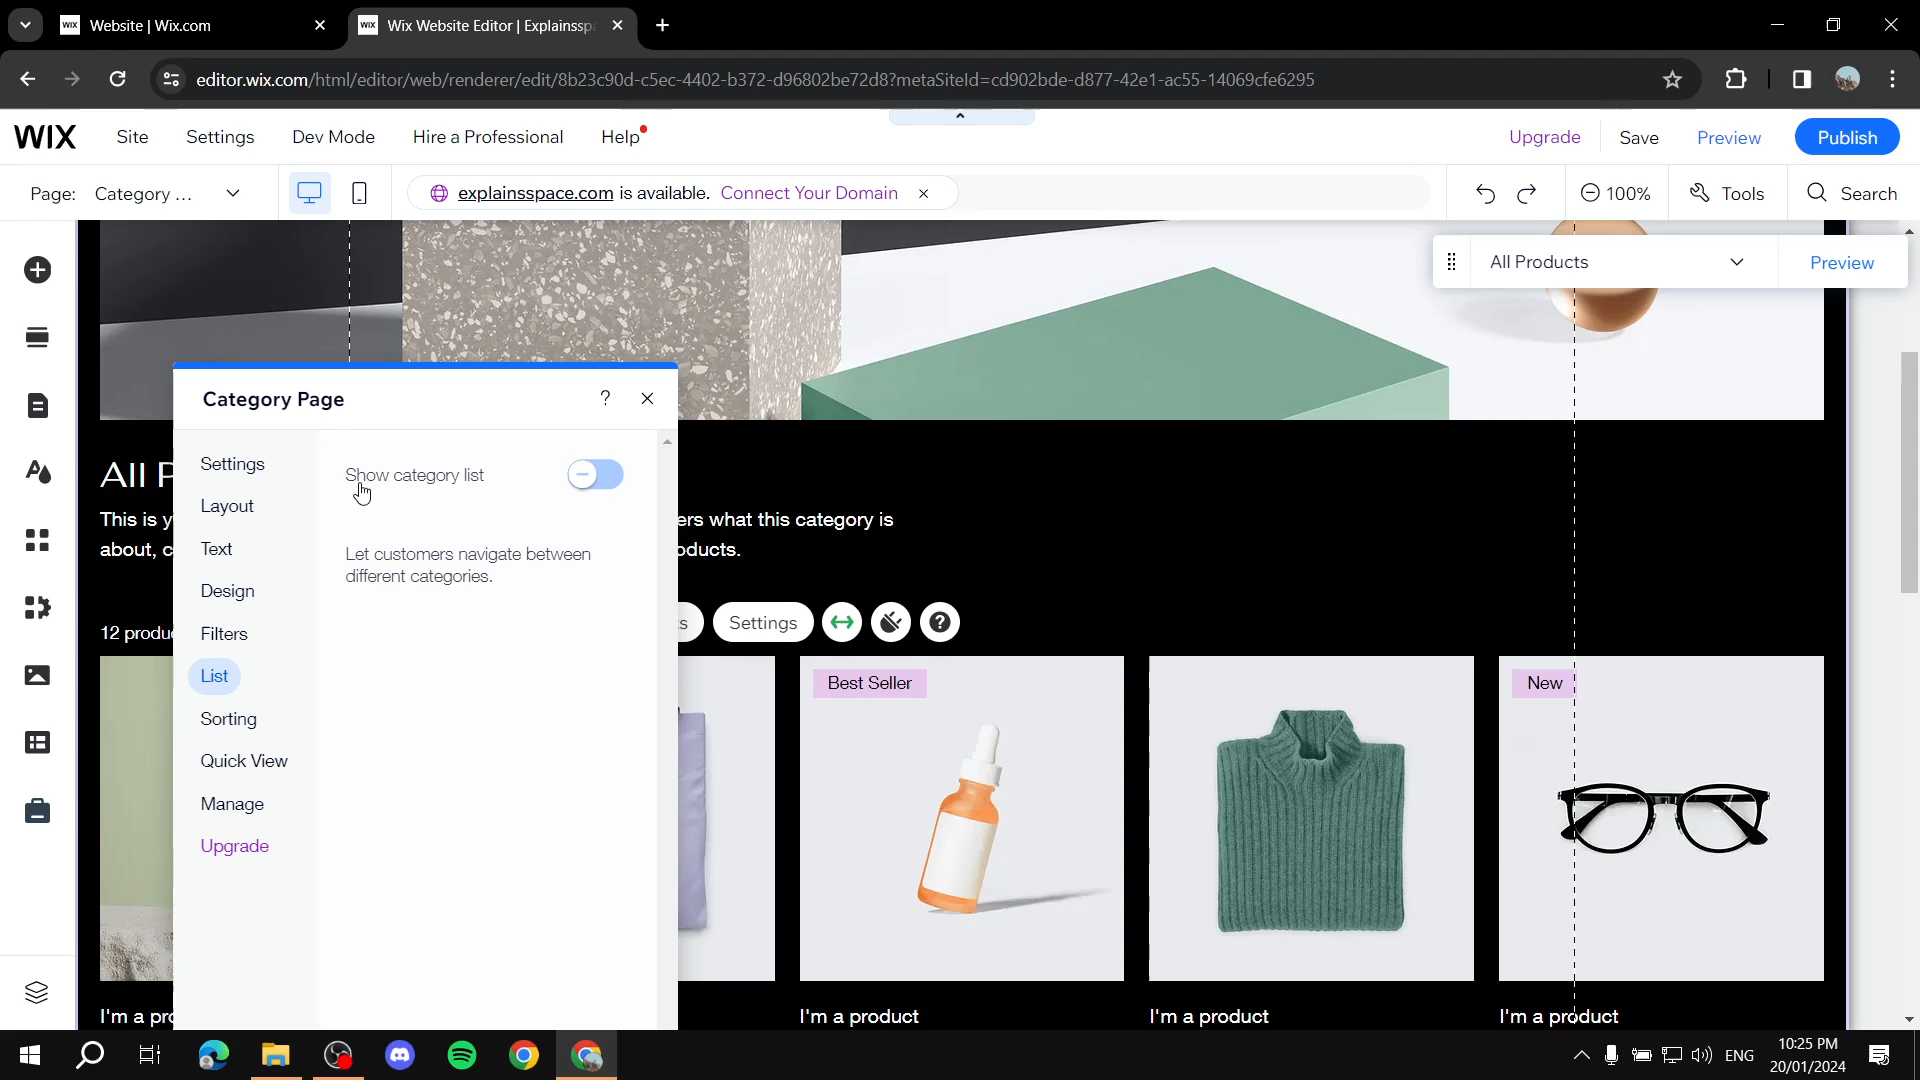 Website | Wix.com
Wix Website Editor | Explainssp
editor.wix.com/html/editor/web/renderer/edit/8b23c90d-c5ec-4402-b372-d96802be72d8?metaSiteId=cd902bde-d877-42e1-ac55-14069cfe6295
WIX Site Settings Dev Mode Hire a Professional Help Upgrade Save Preview Publish
Page: Category ... explainsspace.com is available. Connect Your Domain 100% Tools Search
All Products Preview
Category Page ?
Settings
Show category list
Layout
Text
Let customers navigate between
different categories.
Design
Filters
List
Sorting
Quick View
Manage
Upgrade
All P
This is y ers what this category is
about, c oducts.
Settings
12 produ
Best Seller
New
I'm a pro
I'm a product
I'm a product
I'm a product
ENG
10:25 PM
20/01/2024